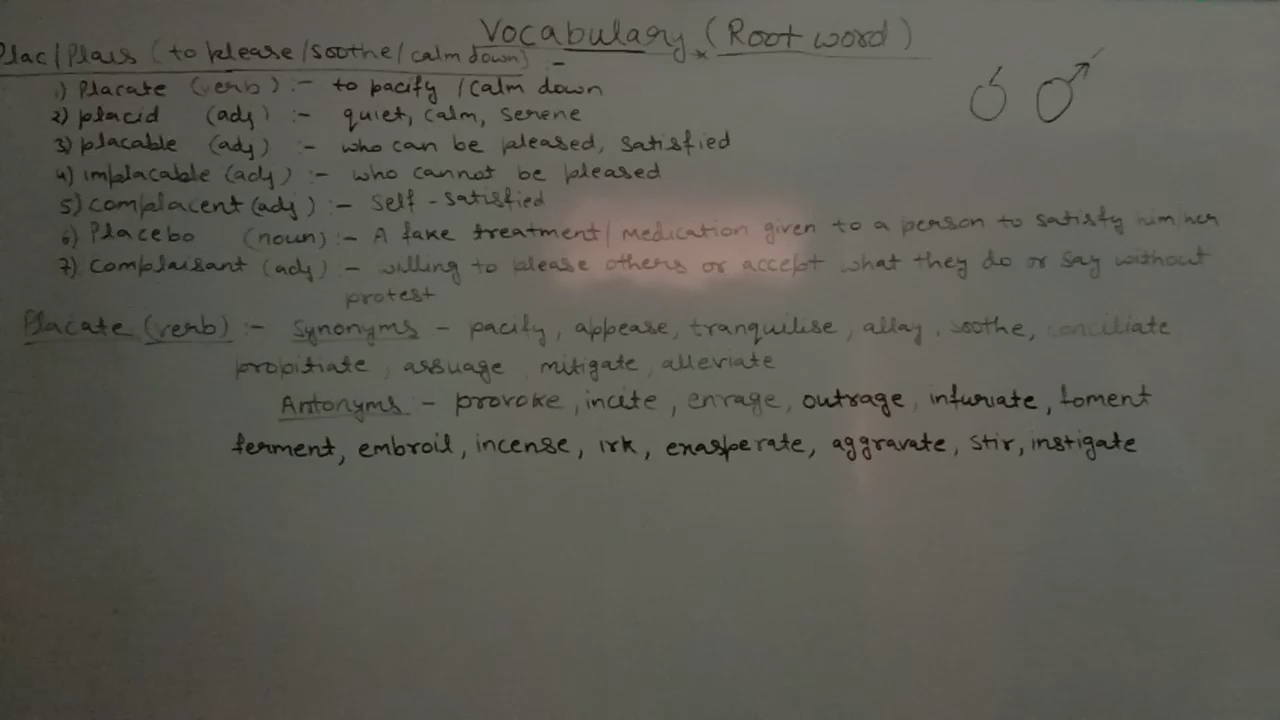 Vocabulary (Root word)
Plac/Plais (to please/soothe/calm down) -
1) Placate (verb) :- to pacify /calm down
2) placid (adj) :- quiet, calm, serene
3) placable (adj) :- who can be pleased, satisfied
4) implacable (adj) :- who cannot be pleased
5) complacent (adj) :- Self-satisfied
6) Placebo (noun) :- A fake treatment/medication given to a person to satisfy him/her
7) complaisant (adj) - willing to please others or accept what they do or say without
protest
Placate (verb) :- Synonyms - pacify, appease, tranquilise, allay, soothe, conciliate
propitiate, assuage, mitigate, alleviate
Antonyms - provoke, incite, enrage, outrage, infuriate, foment
ferment, embroil, incense, irk, exasperate, aggravate, stir, instigate